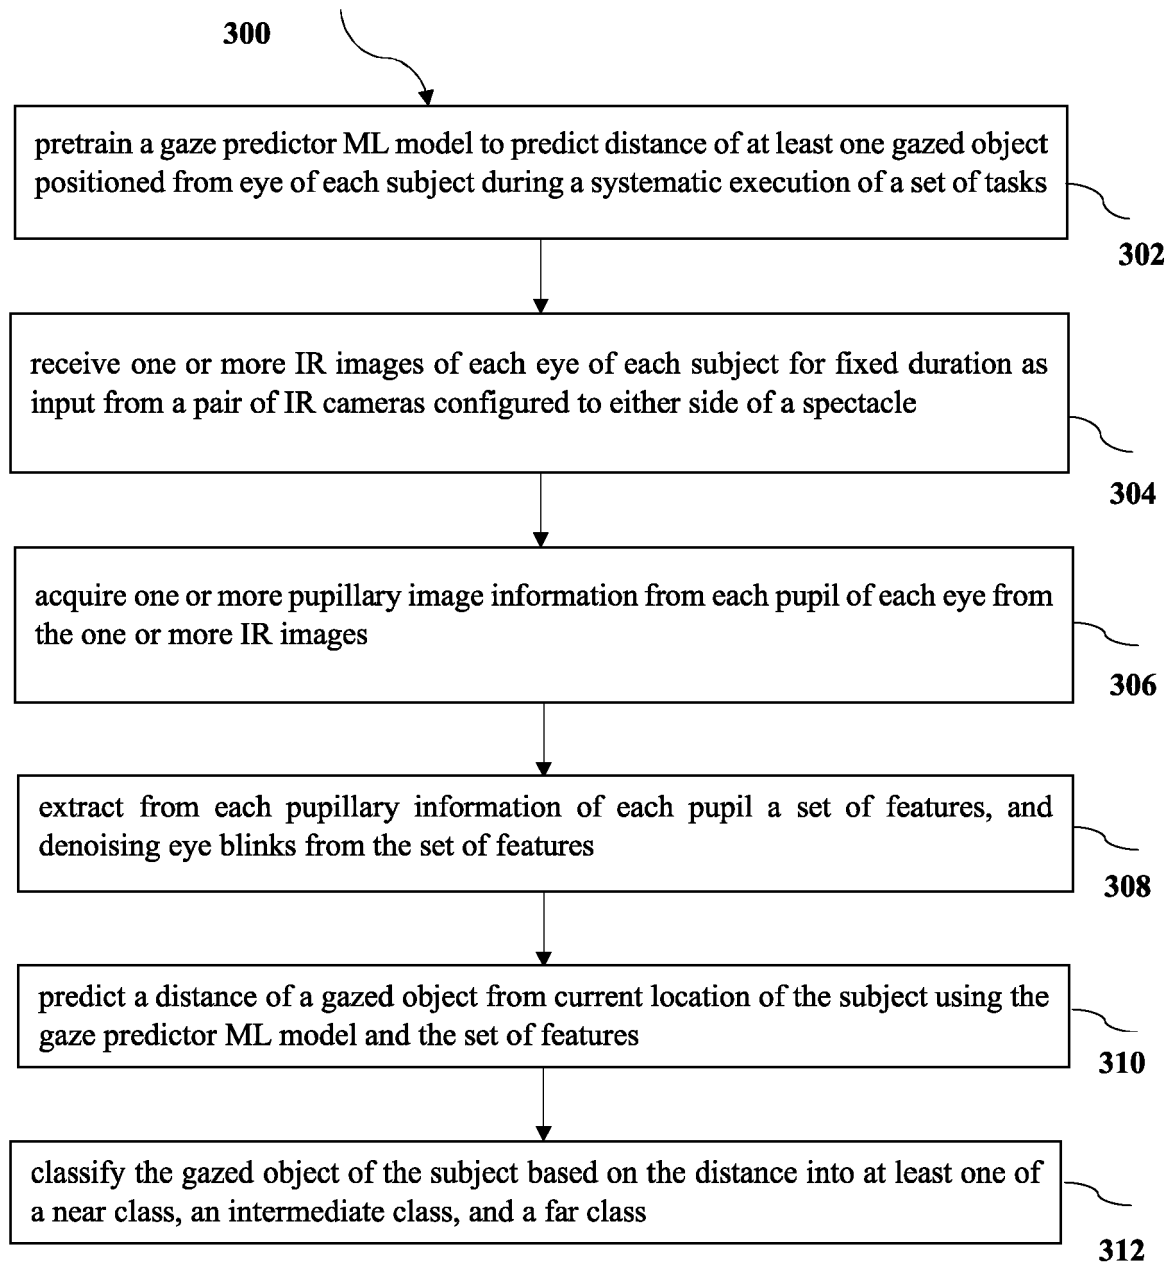 300
pretrain a gaze predictor ML model to predict distance of at least one gazed object
positioned from eye of each subject during a systematic execution of a set of tasks
302
receive one or more IR images of each eye of each subject for fixed duration as
input from a pair of IR cameras configured to either side of a spectacle
304
acquire one or more pupillary image information from each pupil of each eye from
the one or more IR images
306
extract from each pupillary information of each pupil a set of features, and
denoising eye blinks from the set of features
308
predict a distance of a gazed object from current location of the subject using the
gaze predictor ML model and the set of features
310
classify the gazed object of the subject based on the distance into at least one of
a near class, an intermediate class, and a far class
312